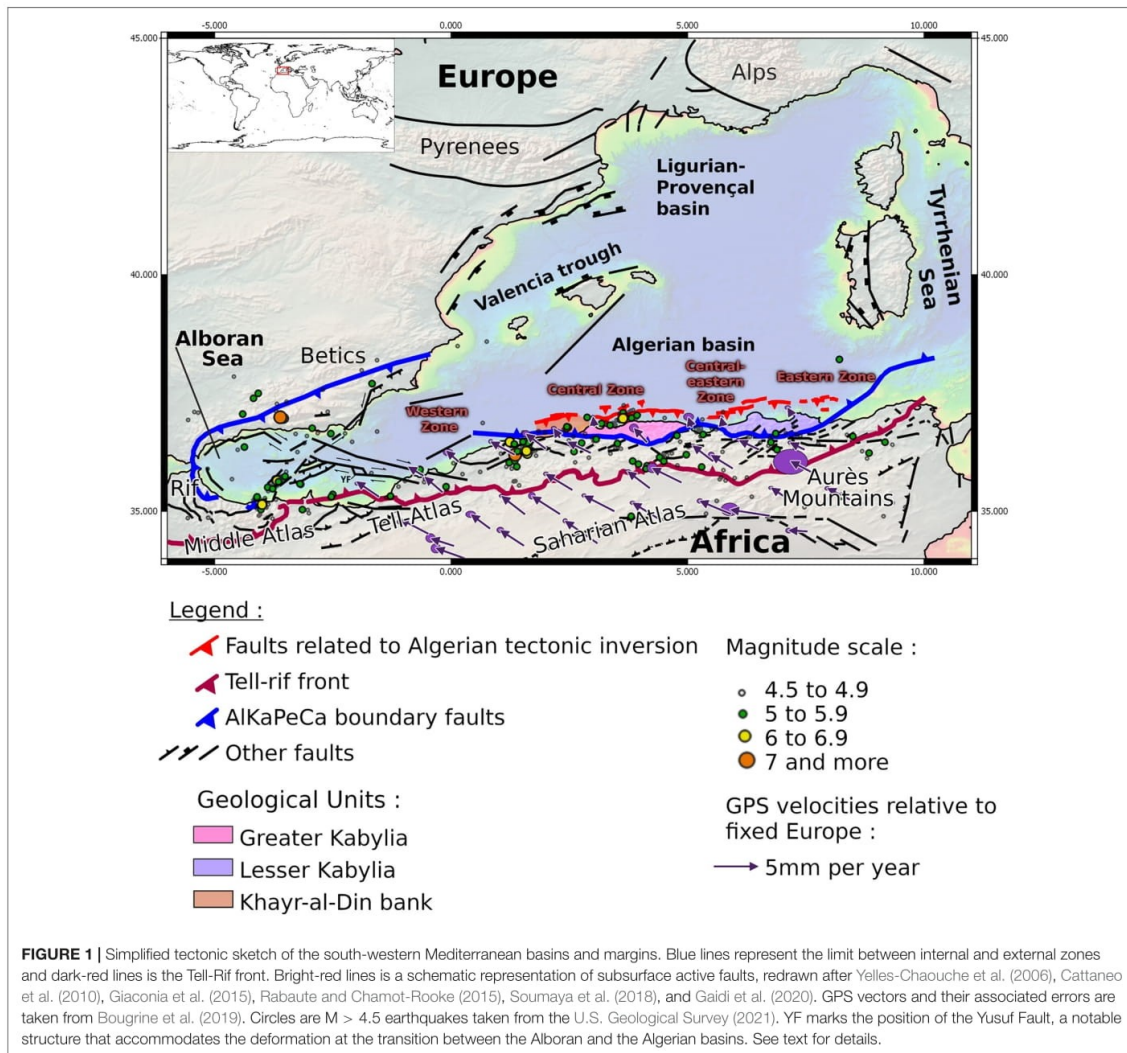 -5.000 0.000 5.000 10.000
45.000 45.000
Europe
Alps
Pyrenees
Ligurian-
Provençal
basin
Tyrrhenian
Sea
40.000 40.000
Valencia trough
Alboran
Sea
Betics
Algerian basin
Central-
eastern
Zone
Eastern Zone
Central Zone
Western
Zone
YF
Rif
Aurès
Mountains
35.000 35.000
Tell-Atlas
Saharian Atlas
Middle Atlas
Africa
-5.000 0.000 5.000 10.000
Legend :
Faults related to Algerian tectonic inversion
Tell-rif front
AlKaPeCa boundary faults
Other faults
Geological Units :
Greater Kabylia
Lesser Kabylia
Khayr-al-Din bank
Magnitude scale :
4.5 to 4.9
5 to 5.9
6 to 6.9
7 and more
GPS velocities relative to
fixed Europe :
5mm per year
FIGURE 1 | Simplified tectonic sketch of the south-western Mediterranean basins and margins. Blue lines represent the limit between internal and external zones
and dark-red lines is the Tell-Rif front. Bright-red lines is a schematic representation of subsurface active faults, redrawn after Yelles-Chaouche et al. (2006), Cattaneo
et al. (2010), Giaconia et al. (2015), Rabaute and Chamot-Rooke (2015), Soumaya et al. (2018), and Gaidi et al. (2020). GPS vectors and their associated errors are
taken from Bougrine et al. (2019). Circles are M > 4.5 earthquakes taken from the U.S. Geological Survey (2021). YF marks the position of the Yusuf Fault, a notable
structure that accommodates the deformation at the transition between the Alboran and the Algerian basins. See text for details.